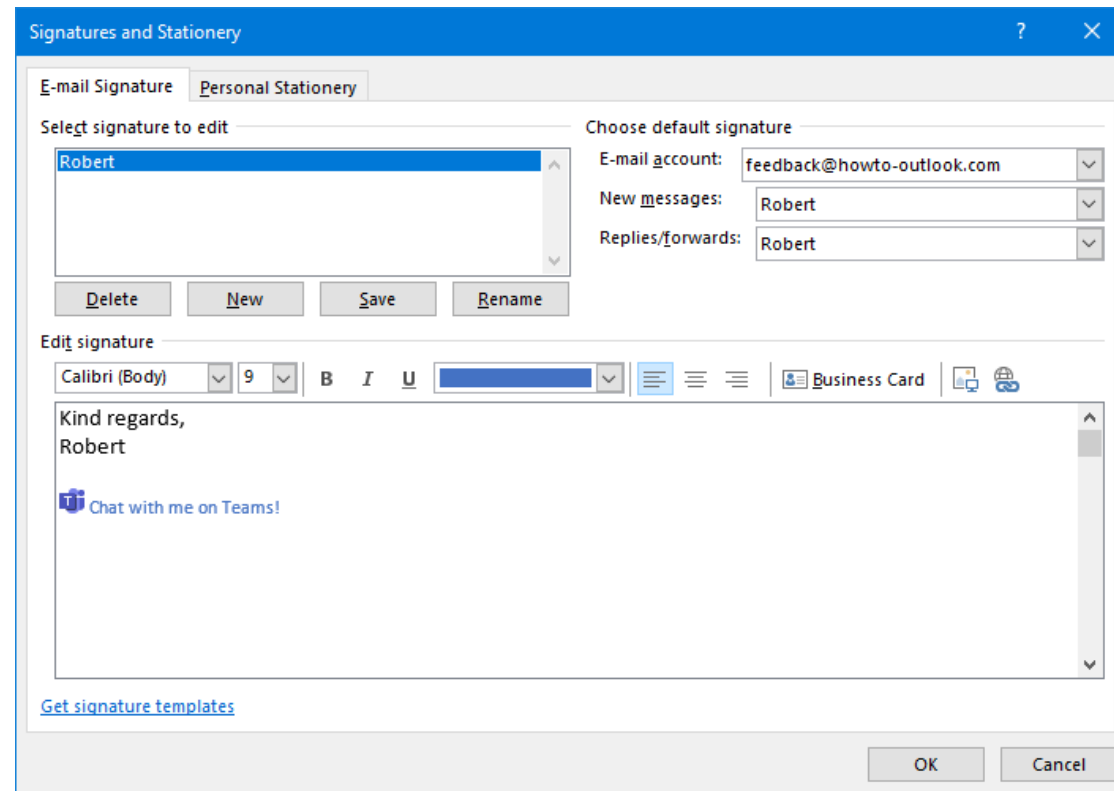 Signatures and Stationery ?
E-mail Signature Personal Stationery
Select signature to edit
Robert
Delete New Save Rename
Choose default signature
E-mail account: feedback@howto-outlook.com
New messages: Robert
Replies/forwards: Robert
Edit signature
Calibri (Body) 9 B I U Business Card
Kind regards,
Robert
Chat with me on Teams!
Get signature templates
OK Cancel